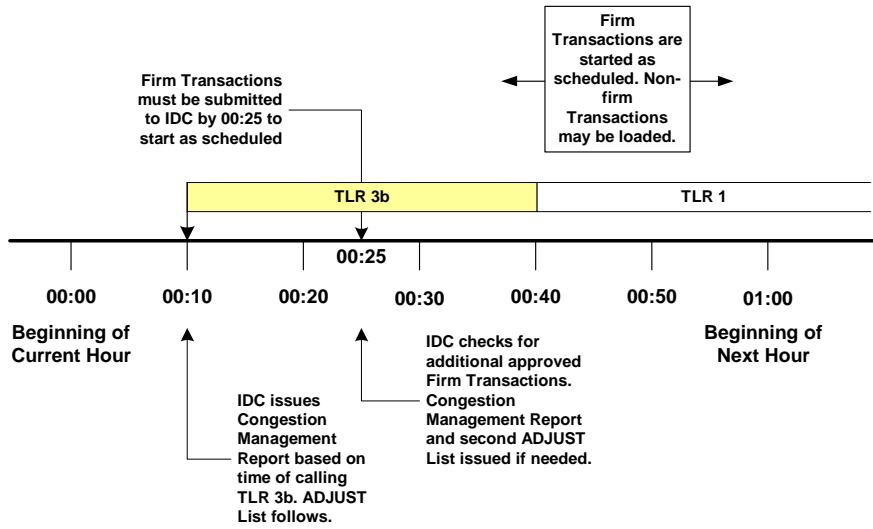 Firm
Transactions are
started as
scheduled. Non-
firm
Transactions
may be loaded.
Firm Transactions
must be submitted
to IDC by 00:25 to
start as scheduled
TLR 3b
TLR 1
00:25
00:00
00:10
00:20
00:30
00:40
00:50
01:00
Beginning of
Current Hour
Beginning of
Next Hour
IDC issues
Congestion
Management
Report based on
time of calling
TLR 3b. ADJUST
List follows.
IDC checks for
additional approved
Firm Transactions.
Congestion
Management Report
and second ADJUST
List issued if needed.